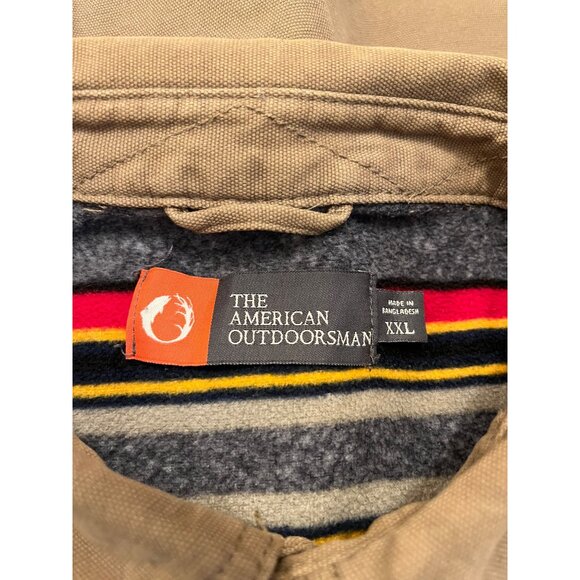 THE
AMERICAN
OUTDOORSMAN
MADE IN
BANGLADESH
XXL